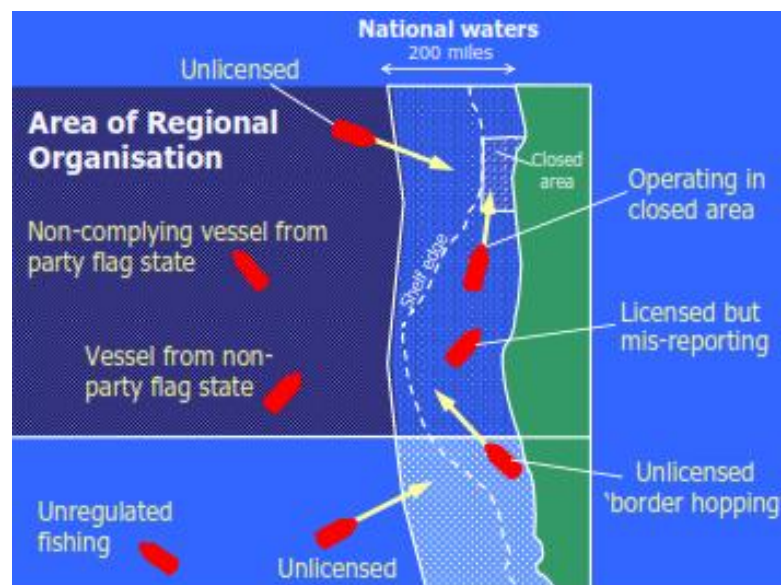 National waters
200 miles
Unlicensed
Area of Regional
Organisation
Closed
area
Operating in
closed area
Non-complying vessel from
party flag state
Shelf edge
Licensed but
mis-reporting
Vessel from non-
party flag state
Unlicensed
‘border hopping
Unregulated
fishing
Unlicensed